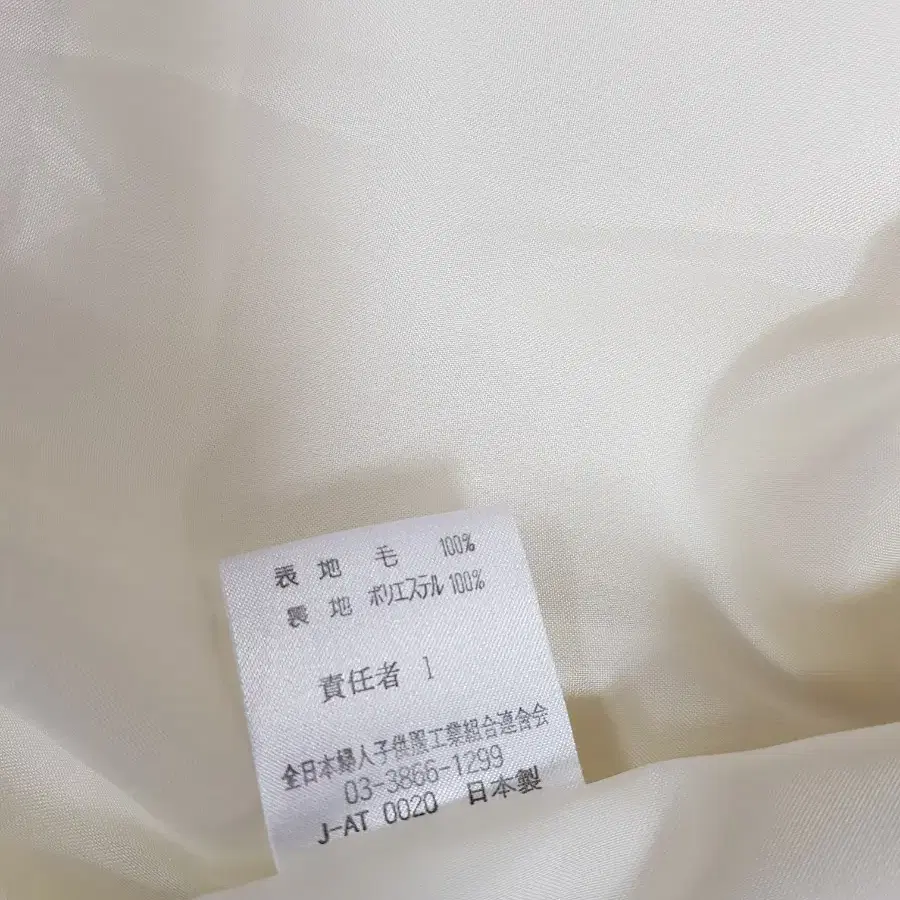 表地 毛 100%
裏地 ポリエステル 100%
責任者 1
全日本婦人子供服工業組合連合会
03-3866-1299
J-AT 0020 日本製